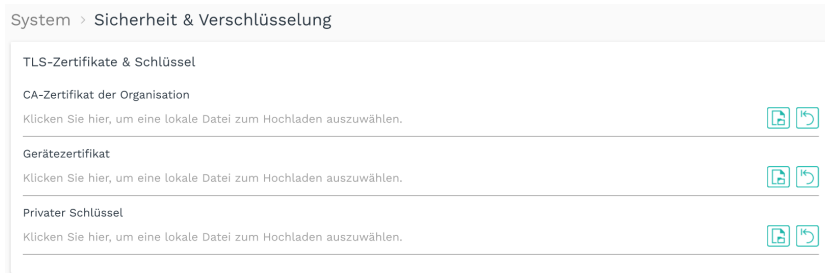 System > Sicherheit & Verschlüsselung
TLS-Zertifikate & Schlüssel
CA-Zertifikat der Organisation
Klicken Sie hier, um eine lokale Datei zum Hochladen auszuwählen.
Gerätezertifikat
Klicken Sie hier, um eine lokale Datei zum Hochladen auszuwählen.
Privater Schlüssel
Klicken Sie hier, um eine lokale Datei zum Hochladen auszuwählen.